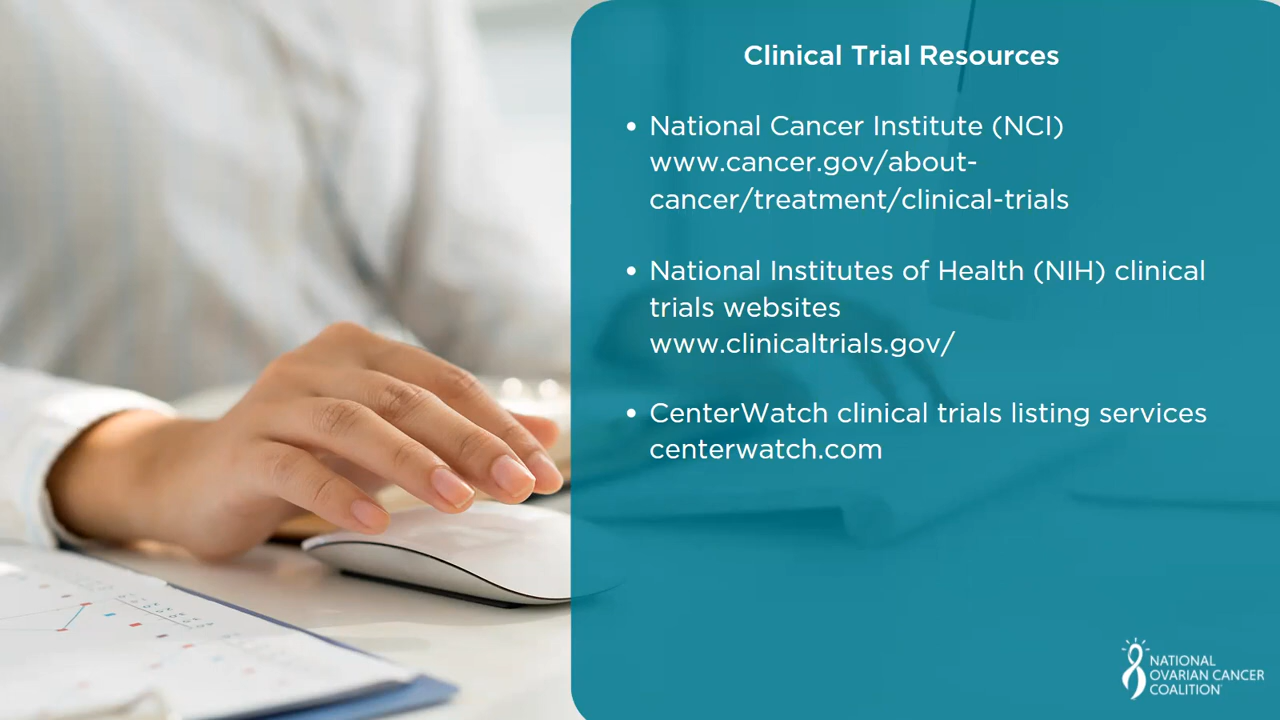 Clinical Trial Resources
• National Cancer Institute (NCI)
www.cancer.gov/about-
cancer/treatment/clinical-trials
• National Institutes of Health (NIH) clinical
trials websites
www.clinicaltrials.gov/
• CenterWatch clinical trials listing services
centerwatch.com
NATIONAL
OVARIAN CANCER
COALITION